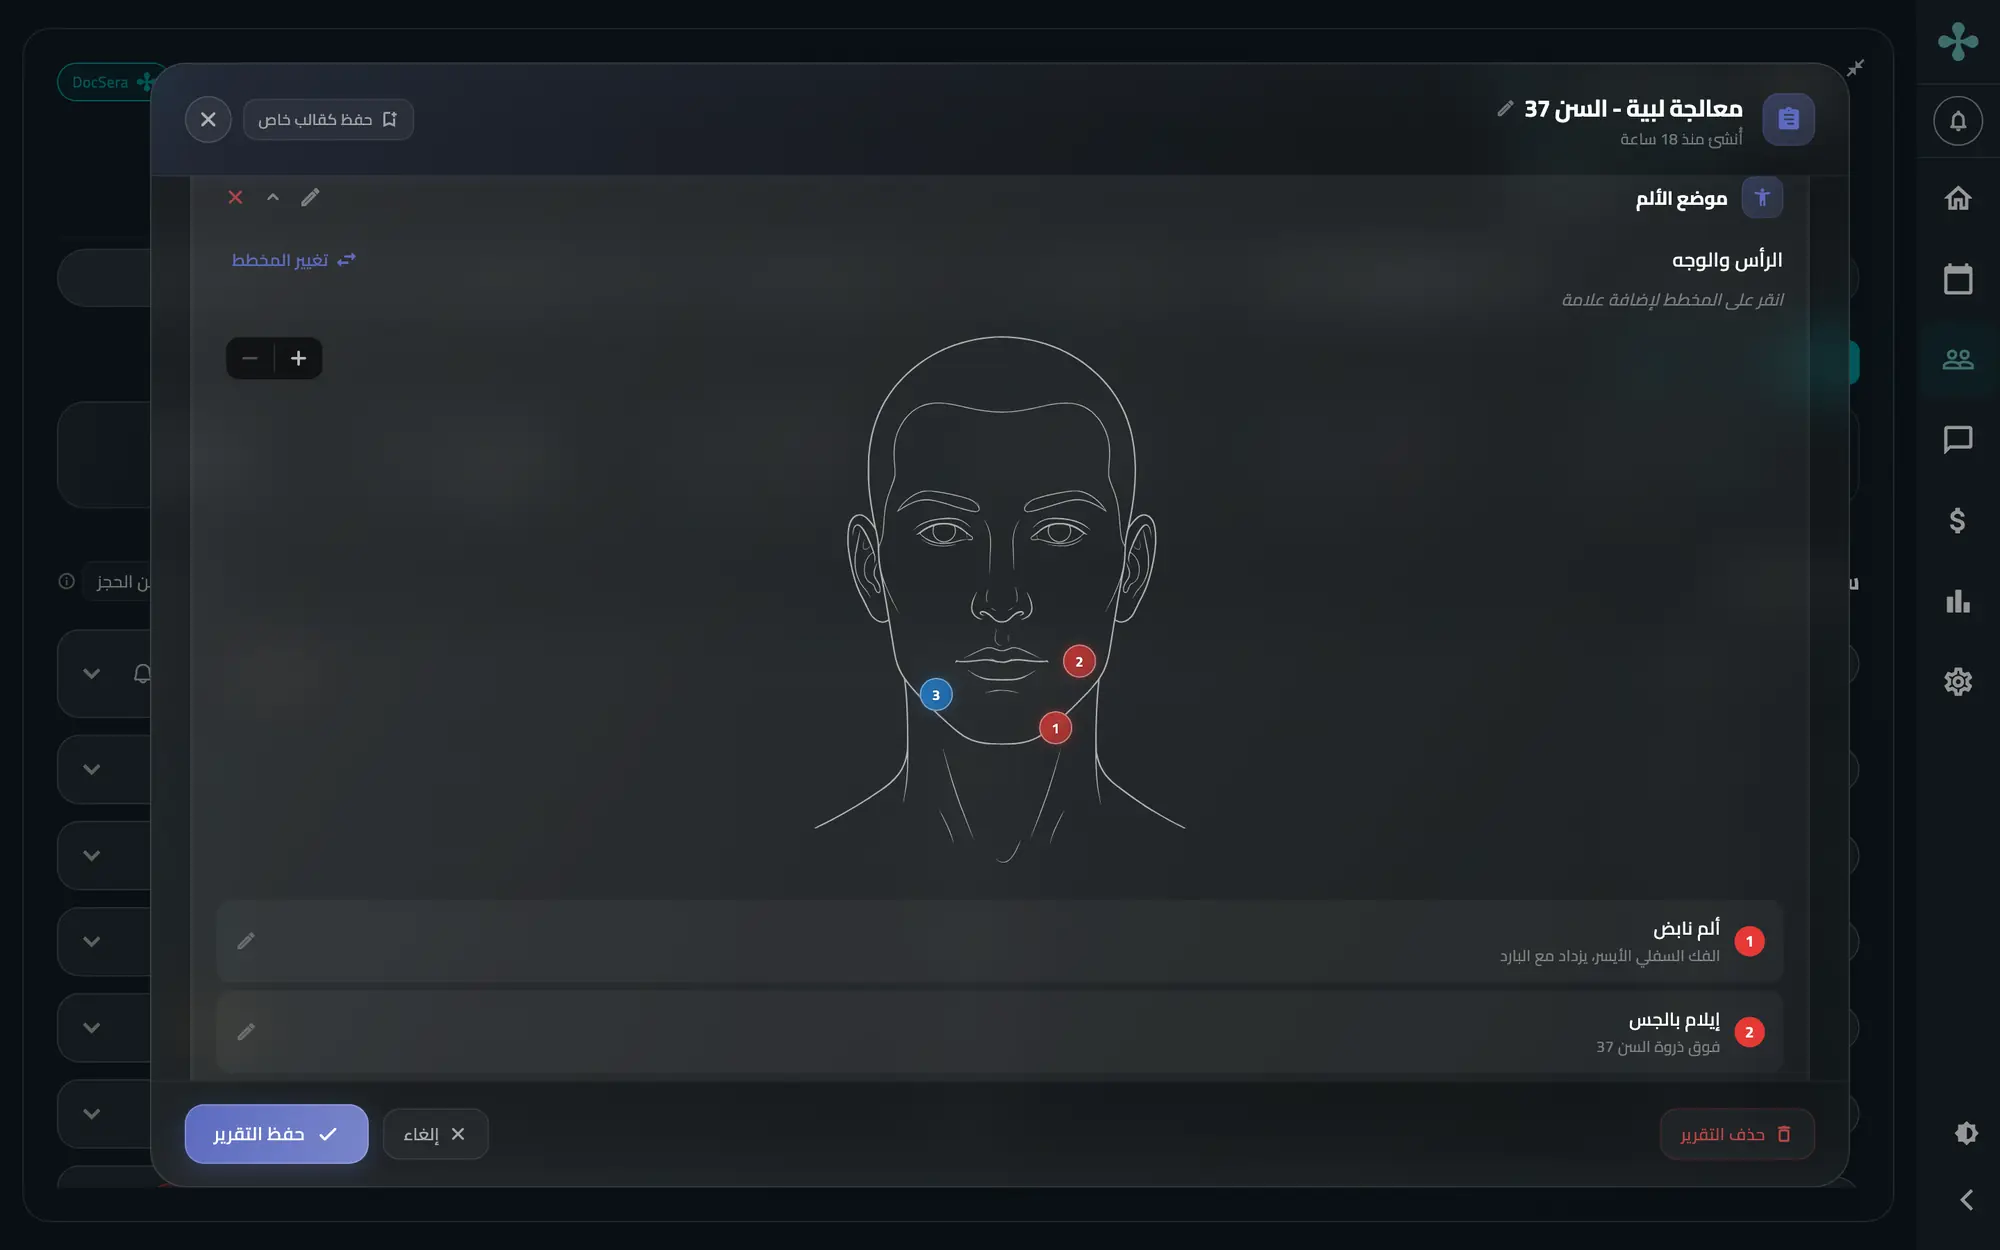 DocSera
معالجة لبية - السن 37
أنشئ منذ 18 ساعة
حفظ كقالب خاص
موضع الألم
الرأس والوجه
تغيير المخطط
انقر على المخطط لإضافة علامة
2
3
1
ن الحجز
1
ألم نابض
الفك السفلي الأيسر، يزداد مع البارد
2
إيلام بالجس
فوق ذروة السن 37
حذف التقرير
إلغاء
حفظ التقرير